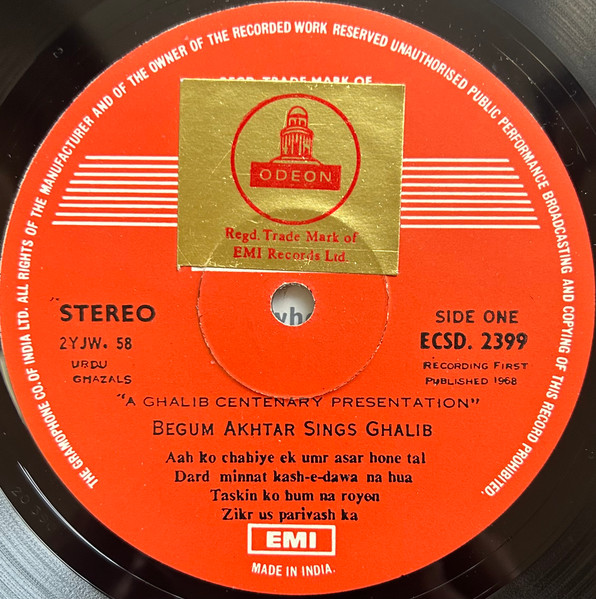 THE GRAMOPHONE CO. OF INDIA LTD. ALL RIGHTS OF THE MANUFACTURER AND OF THE OWNER OF THE RECORDED WORK RESERVED UNAUTHORISED PUBLIC PERFORMANCE BROADCASTING AND COPYING OF THIS RECORD PROHIBITED.
REGD. TRADE MARK OF
ODEON
Regd. Trade Mark of
EMI Records Ltd.
STEREO
2YJW. 58
URDU
GHAZALS
SIDE ONE
ECSD. 2399
RECORDING FIRST
PUBLISHED 1968
"A GHALIB CENTENARY PRESENTATION"
BEGUM AKHTAR SINGS GHALIB
Aah ko chahiye ek umr asar hone tal
Dard minnat kash-e-dawa na hua
Taskin ko hum na royen
Zikr us parivash ka
EMI
MADE IN INDIA.